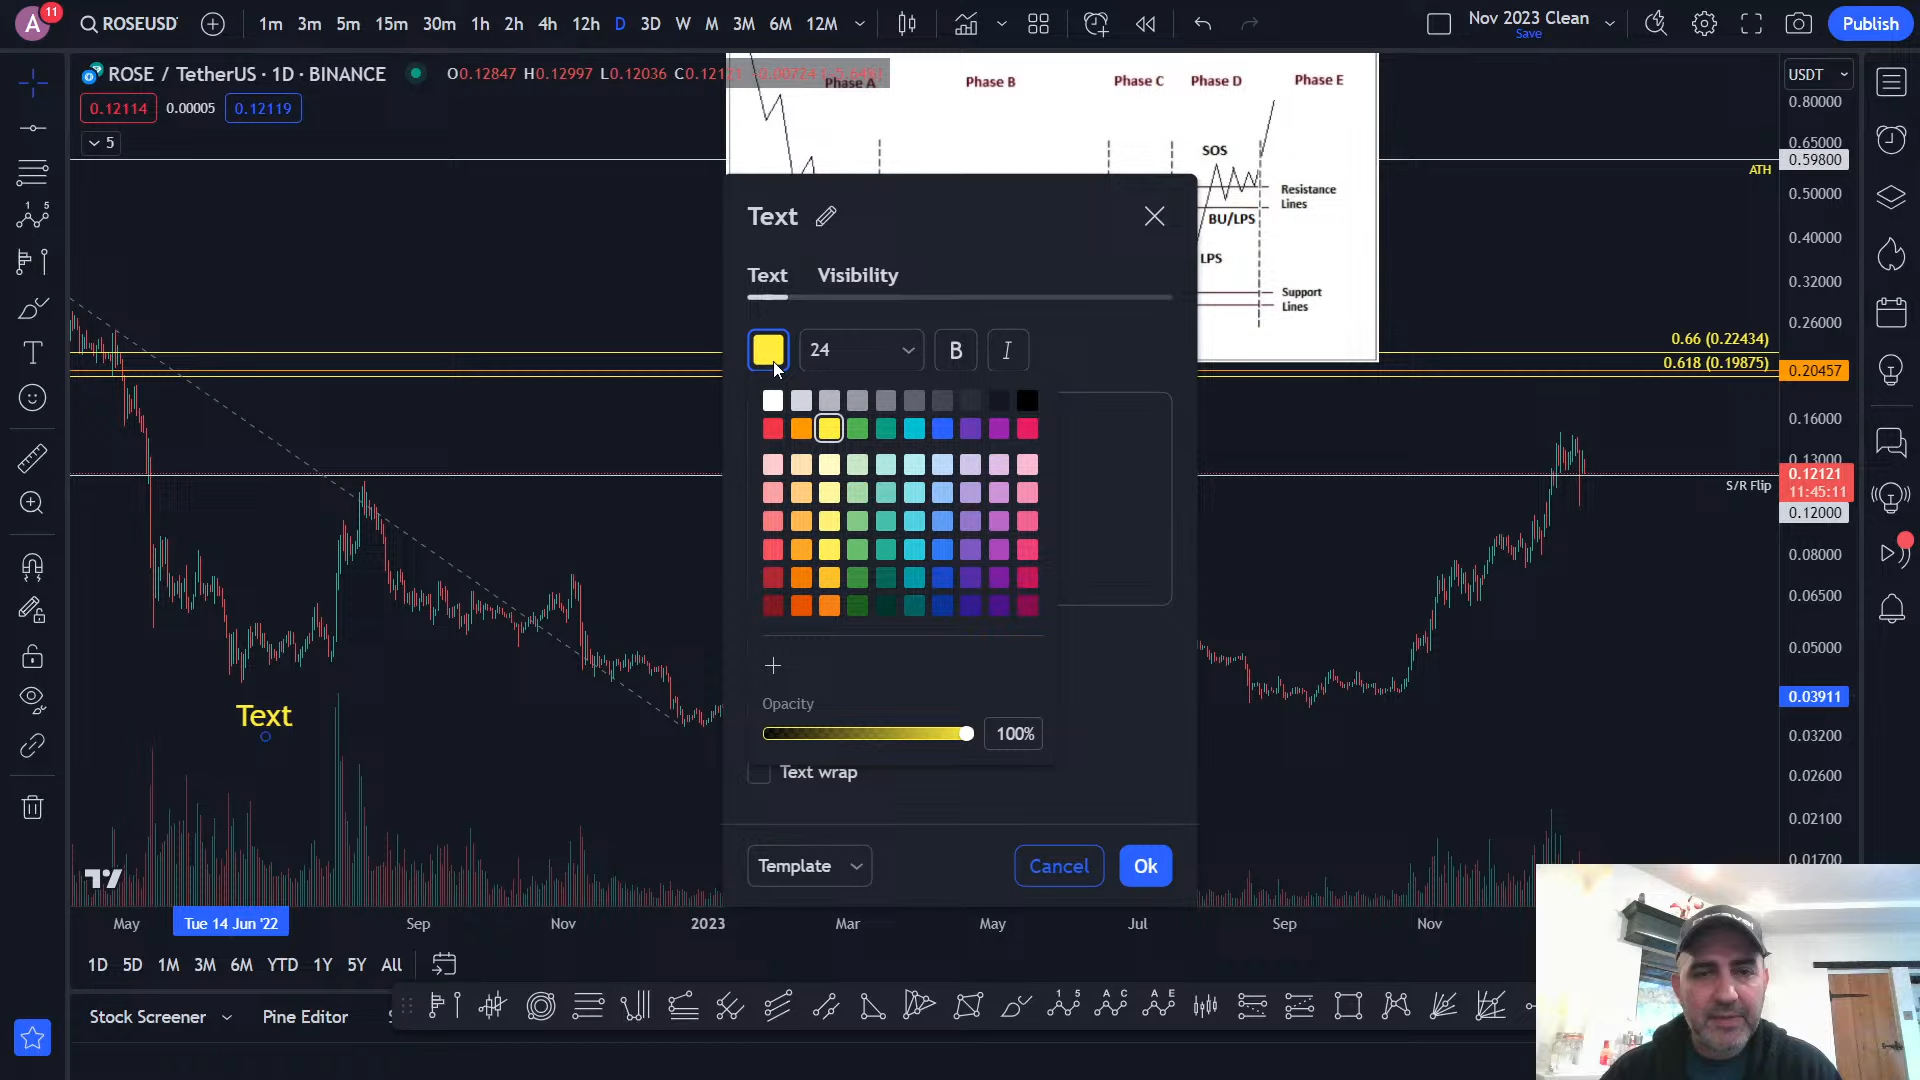 A
11
ROSEUSDT
1m 3m 5m 15m 30m 1h 2h 4h 12h D 3D W M 3M 6M 12M
Nov 2023 Clean
Save
Publish
ROSE / TetherUS · 1D · BINANCE
O0.12847 H0.12997 L0.12036 C0.12121
0.12114 0.00005 0.12119
5
Phase A Phase B Phase C Phase D Phase E
SOS
Resistance
Lines
BU/LPS
LPS
Support
Lines
USDT
0.80000
0.65000
0.59800
ATH
0.50000
0.40000
0.32000
0.26000
0.66 (0.22434)
0.618 (0.19875)
0.20457
0.16000
0.13000
0.12121
11:45:11
S/R Flip
0.12000
0.08000
0.06500
0.05000
0.03911
0.03200
0.02600
0.02100
0.01700
Text
Text Visibility
24
B I
Opacity
100%
Text wrap
Template
Cancel
Ok
Text
May
Tue 14 Jun '22
Sep
Nov
2023
Mar
May
Jul
Sep
Nov
1D 5D 1M 3M 6M YTD 1Y 5Y All
Stock Screener
Pine Editor